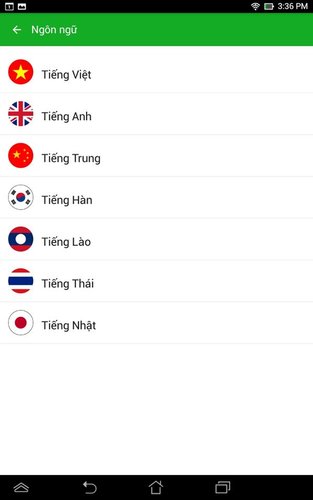 3:36 PM
Ngôn ngữ
Tiếng Việt
Tiếng Anh
Tiếng Trung
Tiếng Hàn
Tiếng Lào
Tiếng Thái
Tiếng Nhật